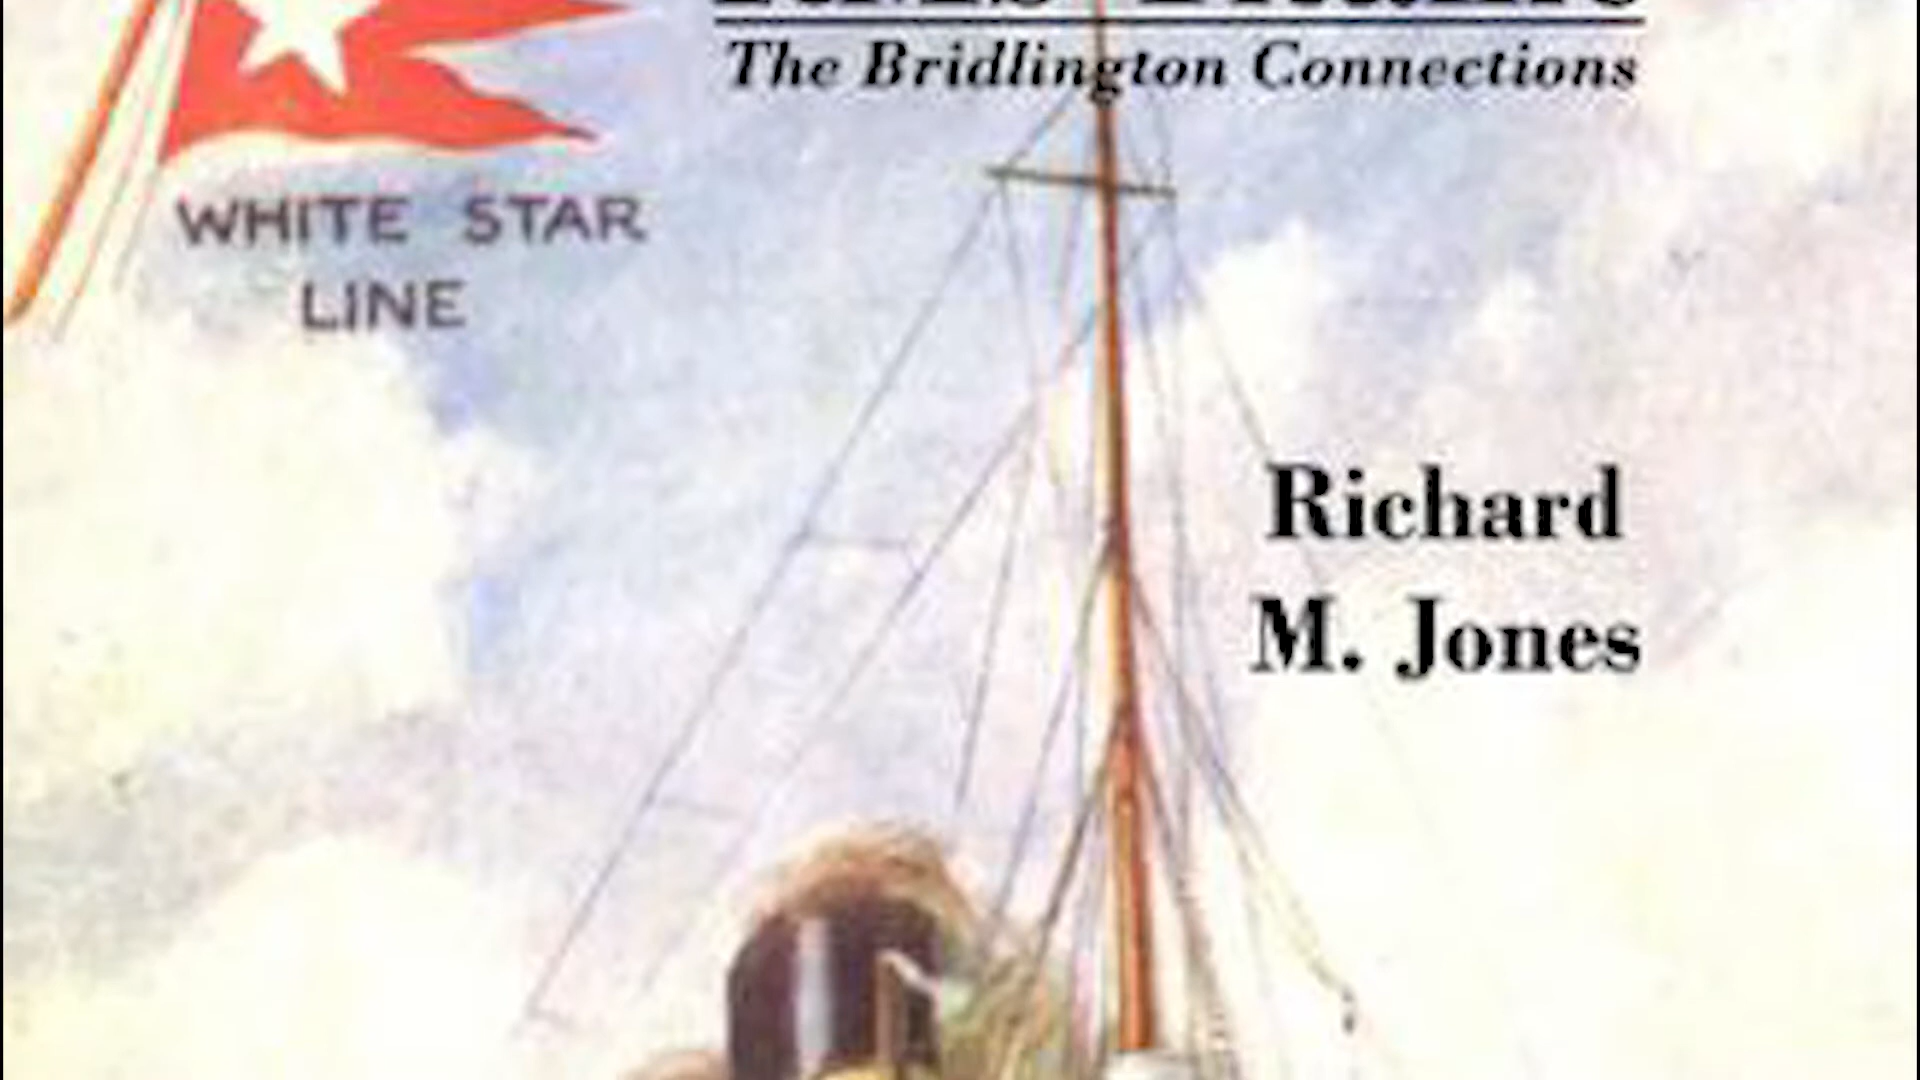 The Bridlington Connections
WHITE STAR
LINE
Richard
M. Jones